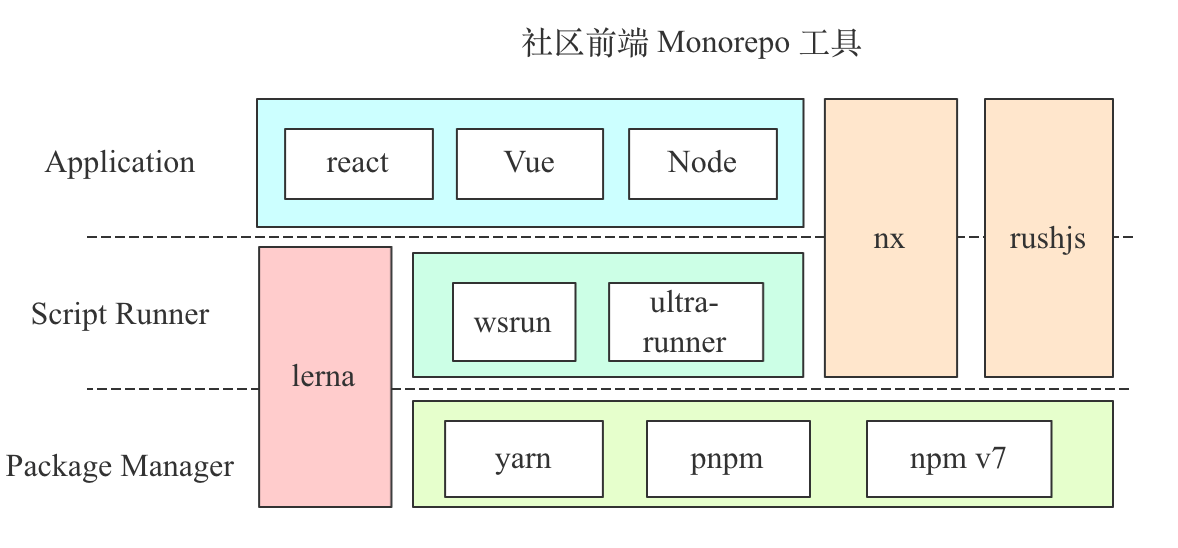 社区前端 Monorepo 工具
Application
react
Vue
Node
nx
rushjs
Script Runner
wsrun
ultra-
runner
lerna
Package Manager
yarn
pnpm
npm v7